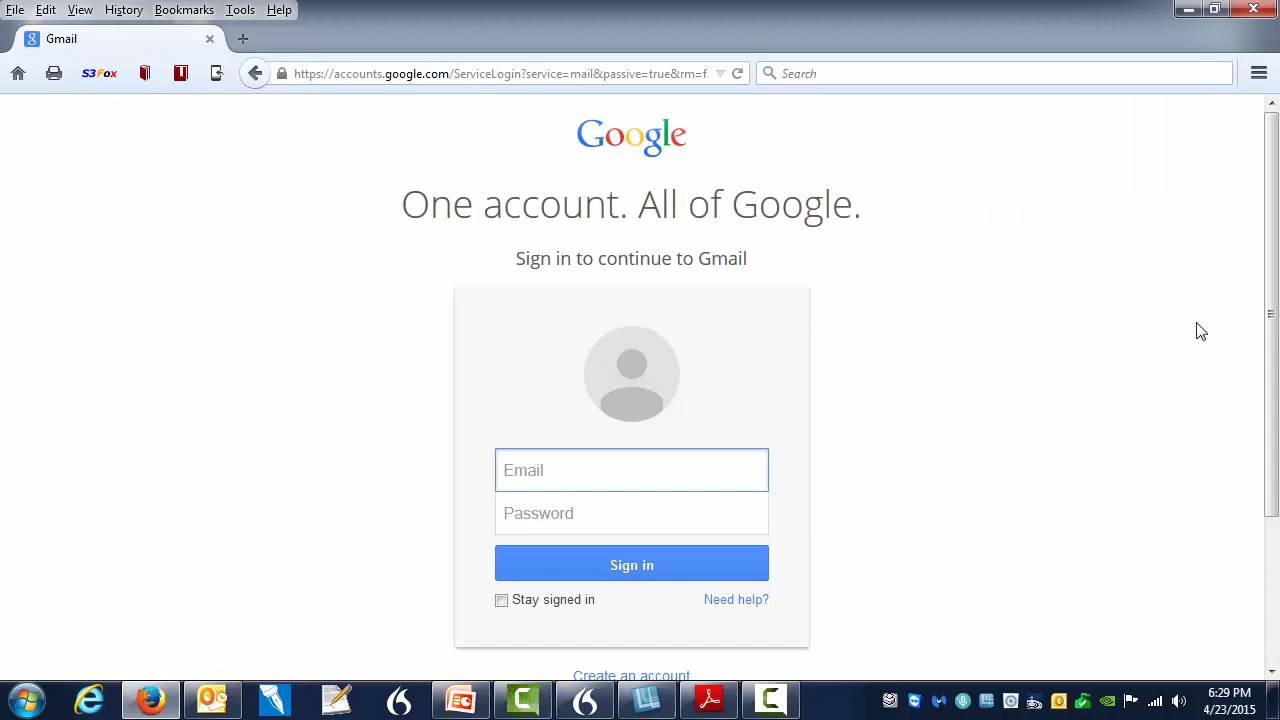 File Edit View History Bookmarks Tools Help
Gmail
S3Fox
https://accounts.google.com/ServiceLogin?service=mail&passive=true&rm=f
Search
Google
One account. All of Google.
Sign in to continue to Gmail
Email
Password
Sign in
Stay signed in
Need help?
Create an account
6:29 PM
4/23/2015